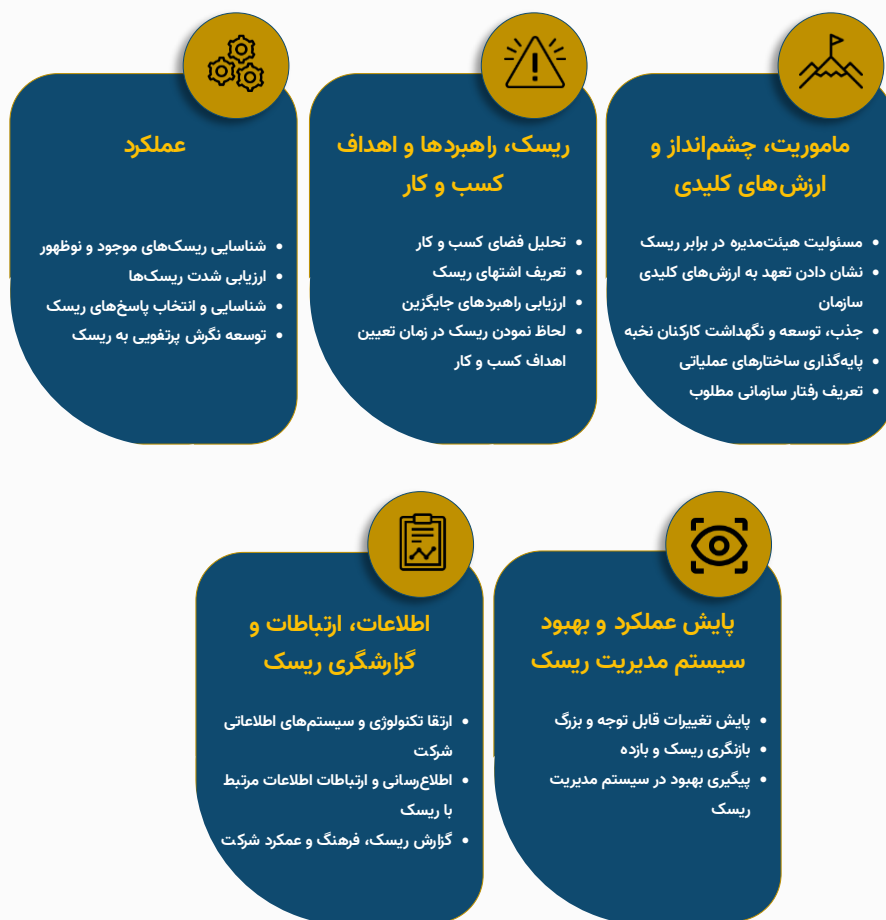 ماموریت، چشم‌انداز و
ارزش‌های کلیدی
• مسئولیت هیئت‌مدیره در برابر ریسک
• نشان دادن تعهد به ارزش‌های کلیدی
سازمان
• جذب، توسعه و نگهداشت کارکنان نخبه
• پایه‌گذاری ساختارهای عملیاتی
• تعریف رفتار سازمانی مطلوب
ریسک، راهبردها و اهداف
کسب و کار
• تحلیل فضای کسب و کار
• تعریف اشتهای ریسک
• ارزیابی راهبردهای جایگزین
• لحاظ نمودن ریسک در زمان تعیین
اهداف کسب و کار
عملکرد
• شناسایی ریسک‌های موجود و نوظهور
• ارزیابی شدت ریسک‌ها
• شناسایی و انتخاب پاسخ‌های ریسک
• توسعه نگرش پرتفویی به ریسک
پایش عملکرد و بهبود
سیستم مدیریت ریسک
• پایش تغییرات قابل توجه و بزرگ
• بازنگری ریسک و بازده
• پیگیری بهبود در سیستم مدیریت
ریسک
اطلاعات، ارتباطات و
گزارشگری ریسک
• ارتقا تکنولوژی و سیستم‌های اطلاعاتی
شرکت
• اطلاع‌رسانی و ارتباطات اطلاعات مرتبط
با ریسک
• گزارش ریسک، فرهنگ و عمکرد شرکت